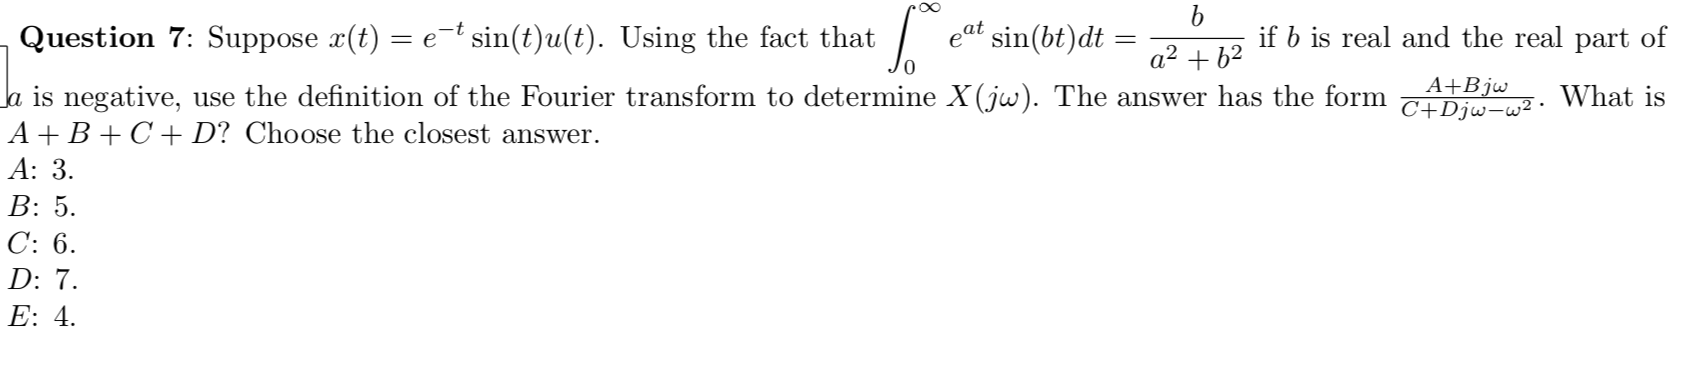 Question 7: Suppose x(t) = e^{-t} sin(t)u(t). Using the fact that ∫_0^∞ e^{at} sin(bt)dt = \frac{b}{a^2 + b^2} if b is real and the real part of
a is negative, use the definition of the Fourier transform to determine X(jω). The answer has the form \frac{A+Bjω}{C+Djω−ω^2}. What is
A + B + C + D? Choose the closest answer.
A: 3.
B: 5.
C: 6.
D: 7.
E: 4.